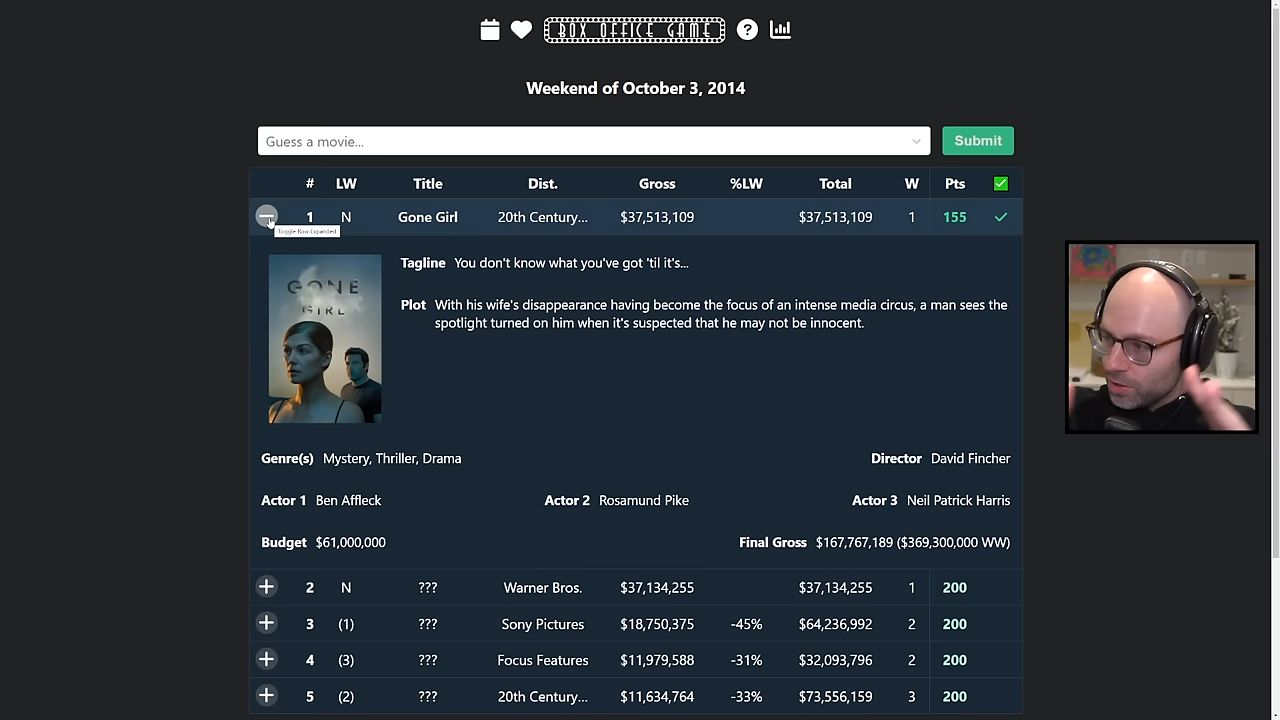 BOX OFFICE GAME ?
Weekend of October 3, 2014
Guess a movie... Submit
# LW Title Dist. Gross %LW Total W Pts
1 N Gone Girl 20th Century... $37,513,109 $37,513,109 1 155
Toggle Row Expanded
GONE
GIRL
Tagline You don't know what you've got 'til it's...
Plot With his wife's disappearance having become the focus of an intense media circus, a man sees the
spotlight turned on him when it's suspected that he may not be innocent.
Genre(s) Mystery, Thriller, Drama Director David Fincher
Actor 1 Ben Affleck Actor 2 Rosamund Pike Actor 3 Neil Patrick Harris
Budget $61,000,000 Final Gross $167,767,189 ($369,300,000 WW)
2 N ??? Warner Bros. $37,134,255 $37,134,255 1 200
3 (1) ??? Sony Pictures $18,750,375 -45% $64,236,992 2 200
4 (3) ??? Focus Features $11,979,588 -31% $32,093,796 2 200
5 (2) ??? 20th Century... $11,634,764 -33% $73,556,159 3 200